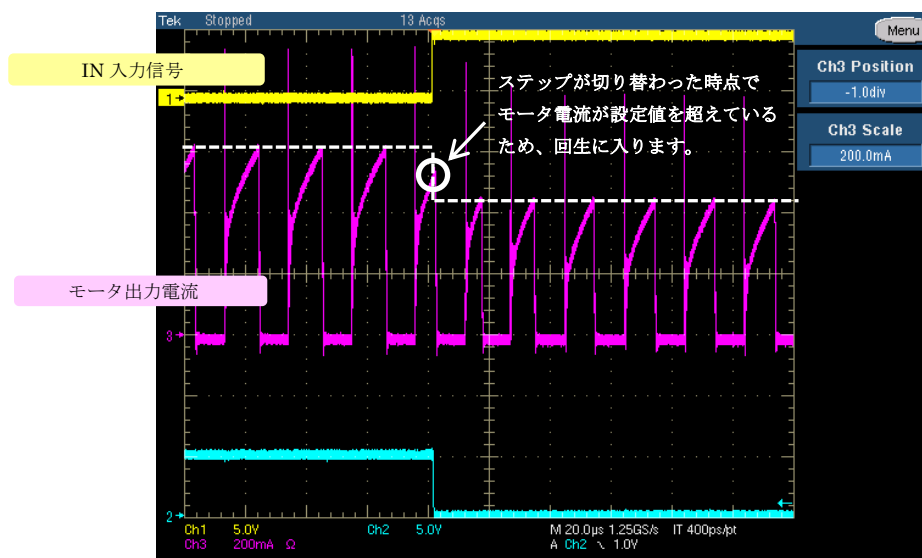 Tek Stopped 13 Acqs
Menu
IN 入力信号
Ch3 Position
-1.0div
Ch3 Scale
200.0mA
ステップが切り替わった時点で
モータ電流が設定値を超えている
ため、回生に入ります。
1
モータ出力電流
3
2
Ch1 5.0V Ch2 5.0V M 20.0µs 1.25GS/s IT 400ps/pt
Ch3 200mA Ω A Ch2 ﹨ 1.0V